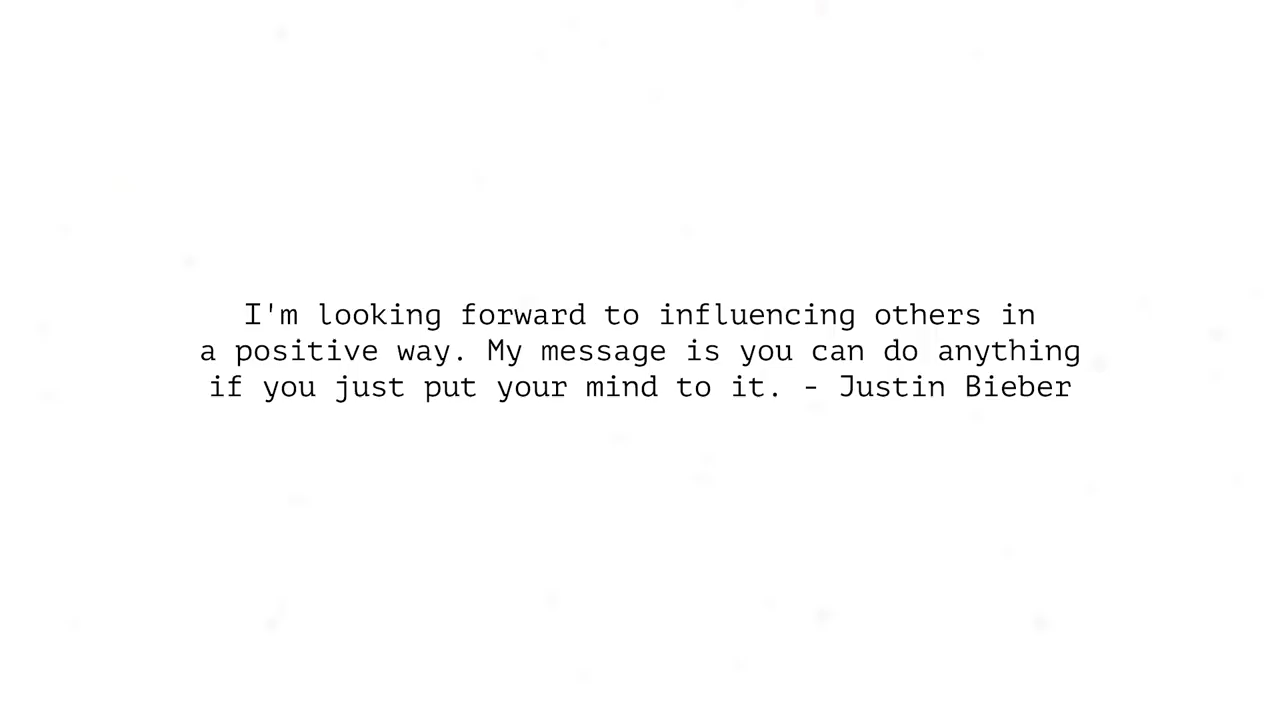 I'm looking forward to influencing others in
a positive way. My message is you can do anything
if you just put your mind to it. - Justin Bieber